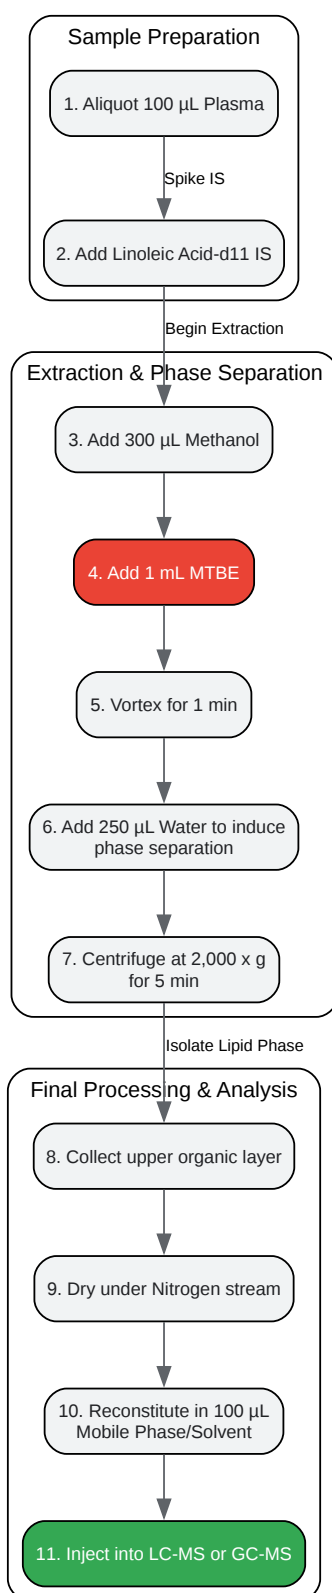 Sample Preparation
1. Aliquot 100 µL Plasma
Spike IS
2. Add Linoleic Acid-d11 IS
Begin Extraction
Extraction & Phase Separation
3. Add 300 µL Methanol
4. Add 1 mL MTBE
5. Vortex for 1 min
6. Add 250 µL Water to induce
phase separation
7. Centrifuge at 2,000 x g
for 5 min
Isolate Lipid Phase
Final Processing & Analysis
8. Collect upper organic layer
9. Dry under Nitrogen stream
10. Reconstitute in 100 µL
Mobile Phase/Solvent
11. Inject into LC-MS or GC-MS